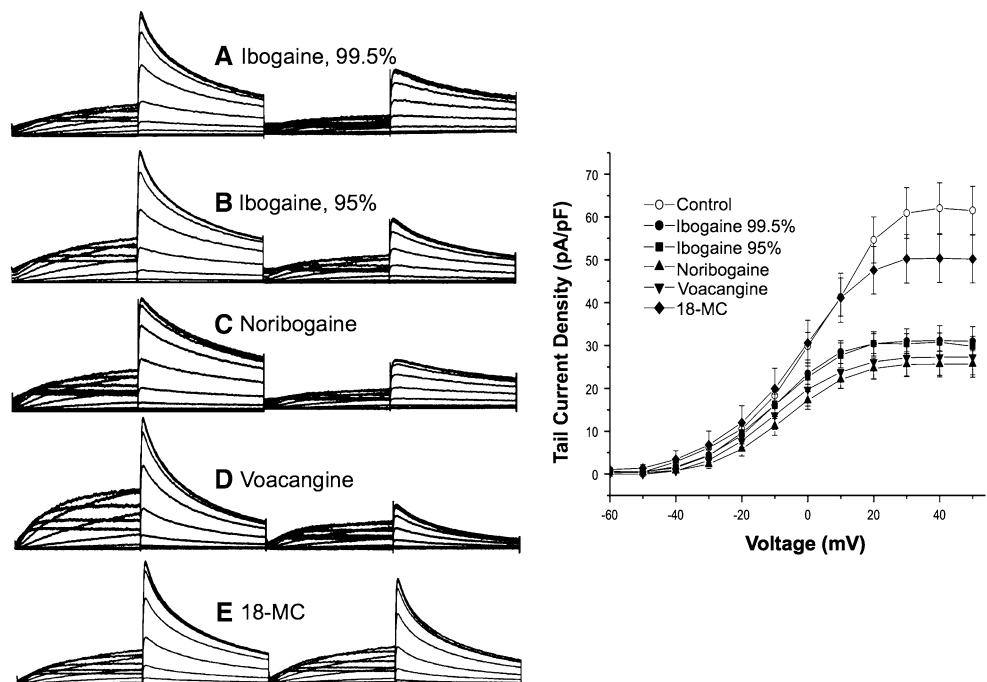 A Ibogaine, 99.5%
B Ibogaine, 95%
C Noribogaine
D Voacangine
E 18-MC
Tail Current Density (pA/pF)
70
60
50
40
30
20
10
0
Control
Ibogaine 99.5%
Ibogaine 95%
Noribogaine
Voacangine
18-MC
-60 -40 -20 0 20 40
Voltage (mV)